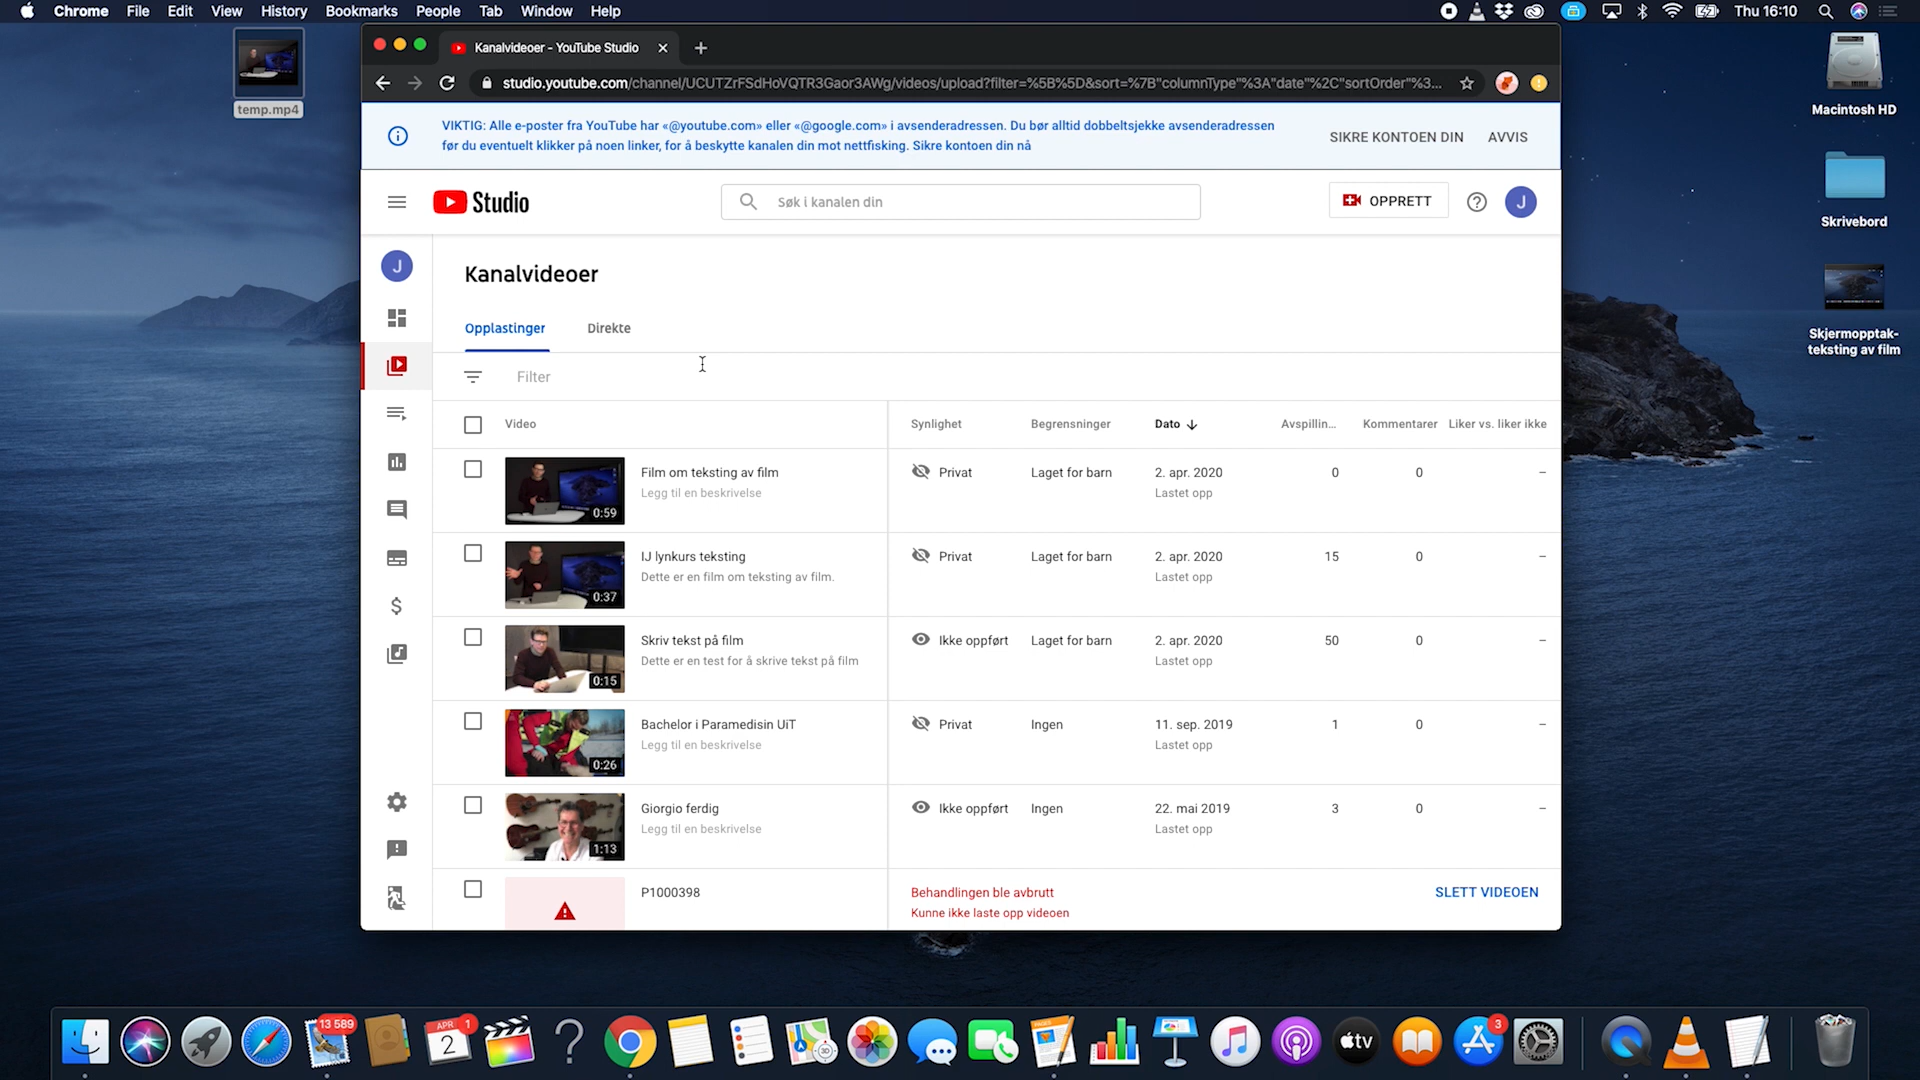 Chrome File Edit View History Bookmarks People Tab Window Help
Thu 16:10
temp.mp4
Macintosh HD
Skrivebord
Skjermopptak-
teksting av film
Kanalvideoer - YouTube Studio
studio.youtube.com/channel/UCUTZrFSdHoVQTR3Gaor3AWg/videos/upload?filter=%5B%5D&sort=%7B"columnType"%3A"date"%2C"sortOrder"%3...
VIKTIG: Alle e-poster fra YouTube har «@youtube.com» eller «@google.com» i avsenderadressen. Du bør alltid dobbeltsjekke avsenderadressen
før du eventuelt klikker på noen linker, for å beskytte kanalen din mot nettfisking. Sikre kontoen din nå
SIKRE KONTOEN DIN AVVIS
Studio
Søk i kanalen din
OPPRETT
J
J
Kanalvideoer
Opplastinger Direkte
Filter
Video Synlighet Begrensninger Dato Avspillin... Kommentarer Liker vs. liker ikke
Film om teksting av film Privat Laget for barn 2. apr. 2020 0 0 –
Legg til en beskrivelse Lastet opp
0:59
IJ lynkurs teksting Privat Laget for barn 2. apr. 2020 15 0 –
Dette er en film om teksting av film. Lastet opp
0:37
Skriv tekst på film Ikke oppført Laget for barn 2. apr. 2020 50 0 –
Dette er en test for å skrive tekst på film Lastet opp
0:15
Bachelor i Paramedisin UiT Privat Ingen 11. sep. 2019 1 0 –
Legg til en beskrivelse Lastet opp
0:26
Giorgio ferdig Ikke oppført Ingen 22. mai 2019 3 0 –
Legg til en beskrivelse Lastet opp
1:13
P1000398 Behandlingen ble avbrutt SLETT VIDEOEN
Kunne ikke laste opp videoen
13 589
APR 1
2
3D
PAGES
tv
3